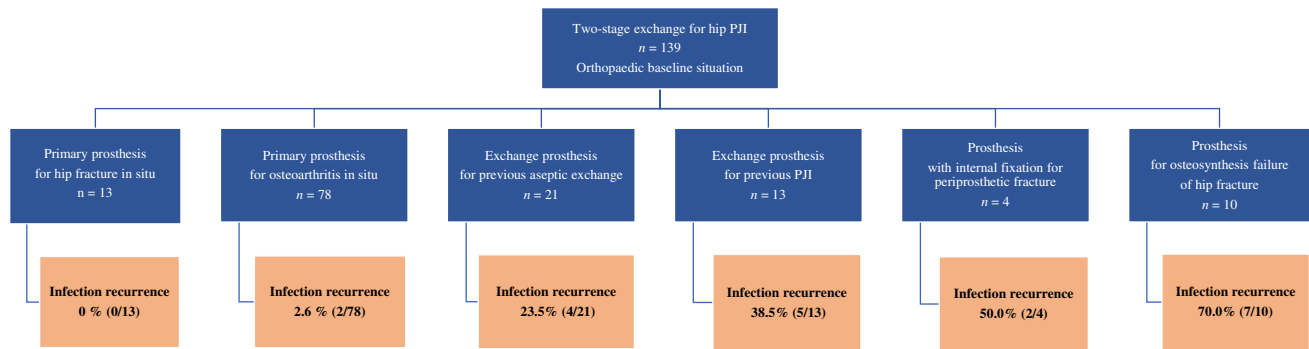 Two-stage exchange for hip PJI
n = 139
Orthopaedic baseline situation
Primary prosthesis
for hip fracture in situ
n = 13
Primary prosthesis
for osteoarthritis in situ
n = 78
Exchange prosthesis
for previous aseptic exchange
n = 21
Exchange prosthesis
for previous PJI
n = 13
Prosthesis
with internal fixation for
periprosthetic fracture
n = 4
Prosthesis
for osteosynthesis failure
of hip fracture
n = 10
Infection recurrence
0 % (0/13)
Infection recurrence
2.6 % (2/78)
Infection recurrence
23.5% (4/21)
Infection recurrence
38.5% (5/13)
Infection recurrence
50.0% (2/4)
Infection recurrence
70.0% (7/10)